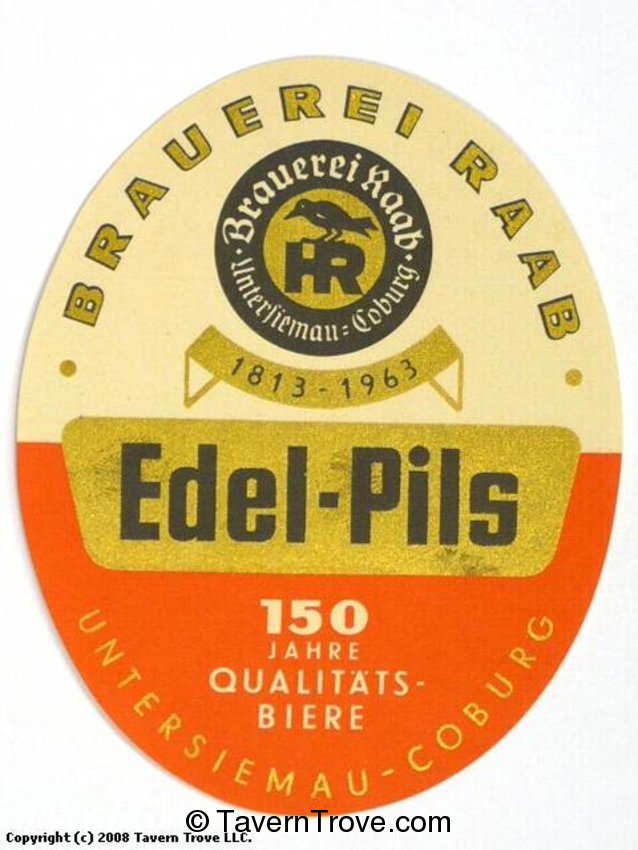 BRAUEREI RAAB
Brauerei Raab
HR
Untersiemau=Coburg
1813-1963
Edel-Pils
150
JAHRE
QUALITÄTS-
BIERE
UNTERSIEMAU-COBURG
© TavernTrove.com
Copyright (c) 2008 Tavern Trove LLC.